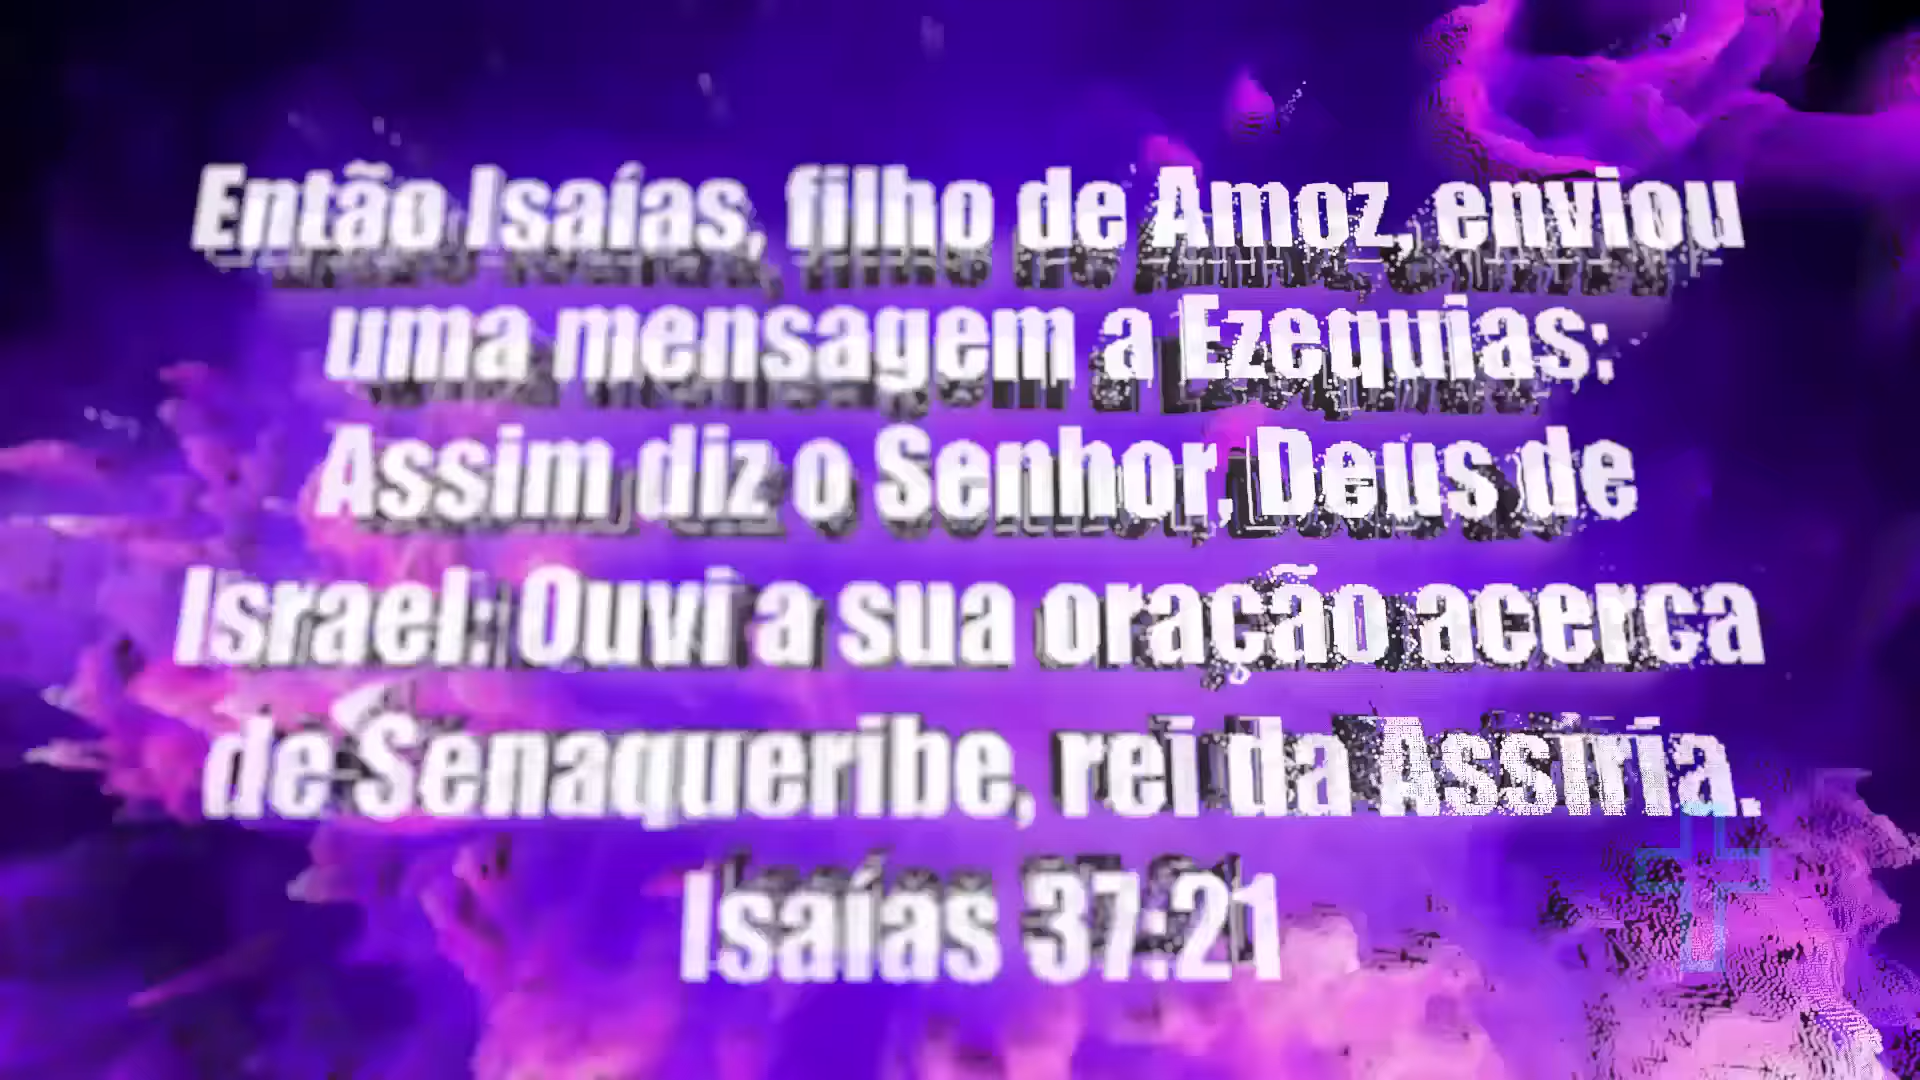 Então Isaías, filho de Amoz, enviou
uma mensagem a Ezequias:
Assim diz o Senhor, Deus de
Israel: Ouvi a sua oração acerca
de Senaqueribe, rei da Assíria.
Isaías 37:21